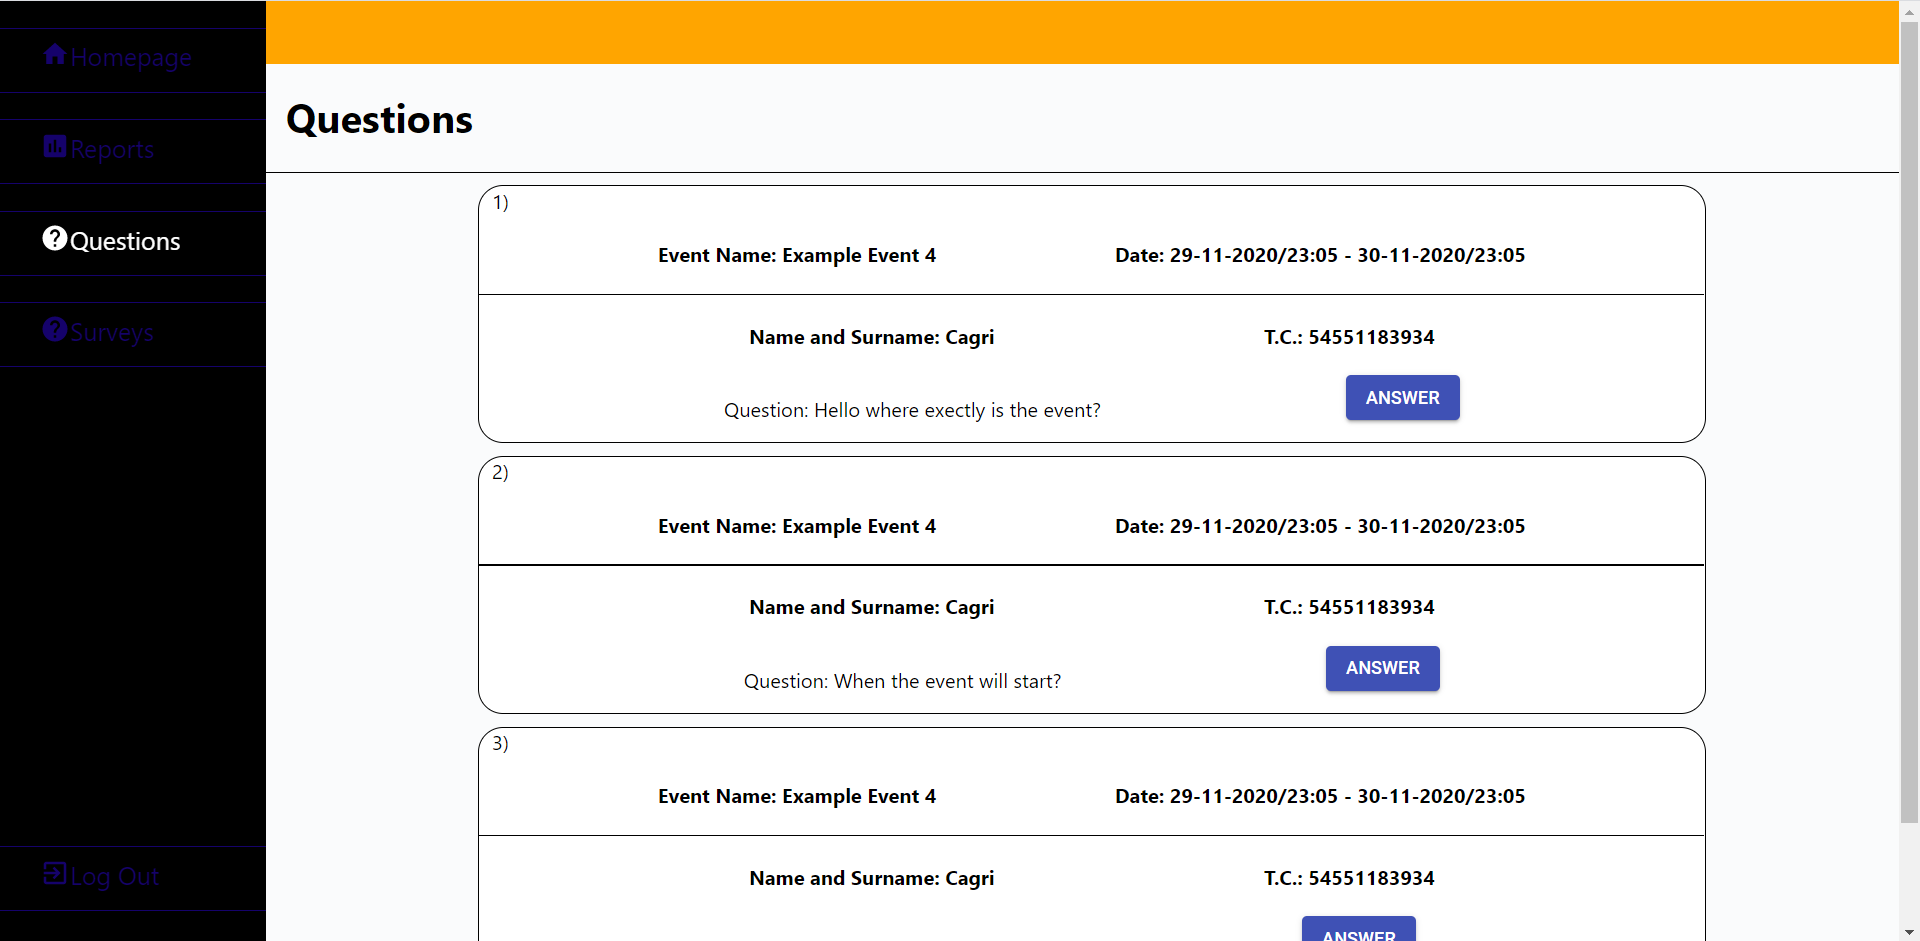 Homepage
Reports
Questions
Surveys
Log Out
Questions
1)
Event Name: Example Event 4 Date: 29-11-2020/23:05 - 30-11-2020/23:05
Name and Surname: Cagri T.C.: 54551183934
Question: Hello where exectly is the event? ANSWER
2)
Event Name: Example Event 4 Date: 29-11-2020/23:05 - 30-11-2020/23:05
Name and Surname: Cagri T.C.: 54551183934
Question: When the event will start? ANSWER
3)
Event Name: Example Event 4 Date: 29-11-2020/23:05 - 30-11-2020/23:05
Name and Surname: Cagri T.C.: 54551183934
ANSWER